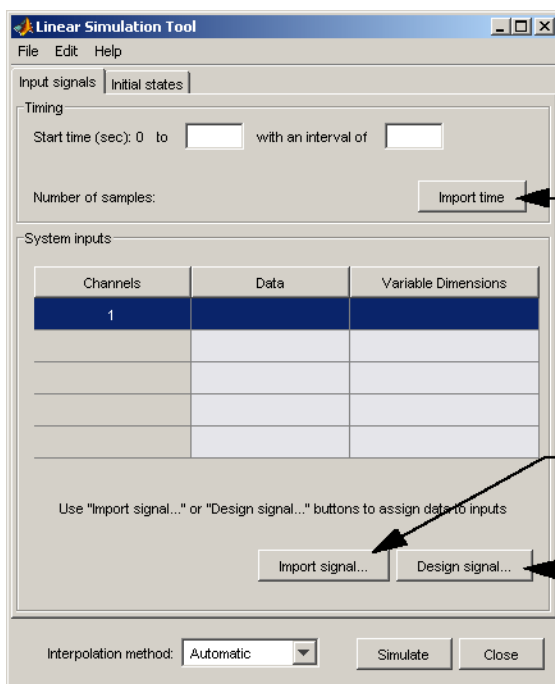 Linear Simulation Tool
File Edit Help
Input signals Initial states
Timing
Start time (sec): 0 to with an interval of
Number of samples: Import time
System inputs
Channels Data Variable Dimensions
1
Use "Import signal..." or "Design signal..." buttons to assign data to inputs
Import signal... Design signal...
Interpolation method: Automatic Simulate Close